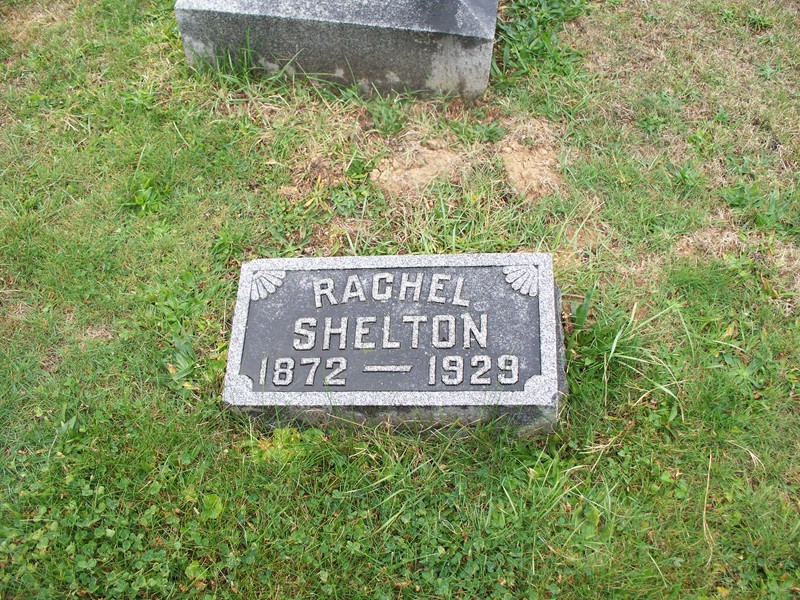 RACHEL
SHELTON
1872 — 1929